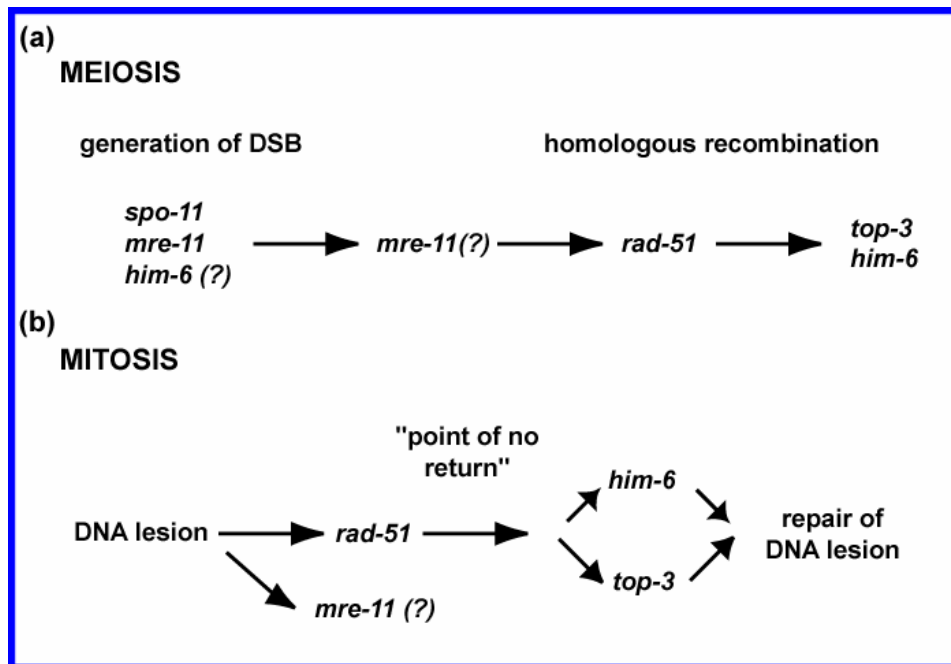 (a)
MEIOSIS
generation of DSB
homologous recombination
spo-11
mre-11
him-6 (?)
mre-11(?)
rad-51
top-3
him-6
(b)
MITOSIS
"point of no
return"
DNA lesion
rad-51
mre-11 (?)
him-6
top-3
repair of
DNA lesion